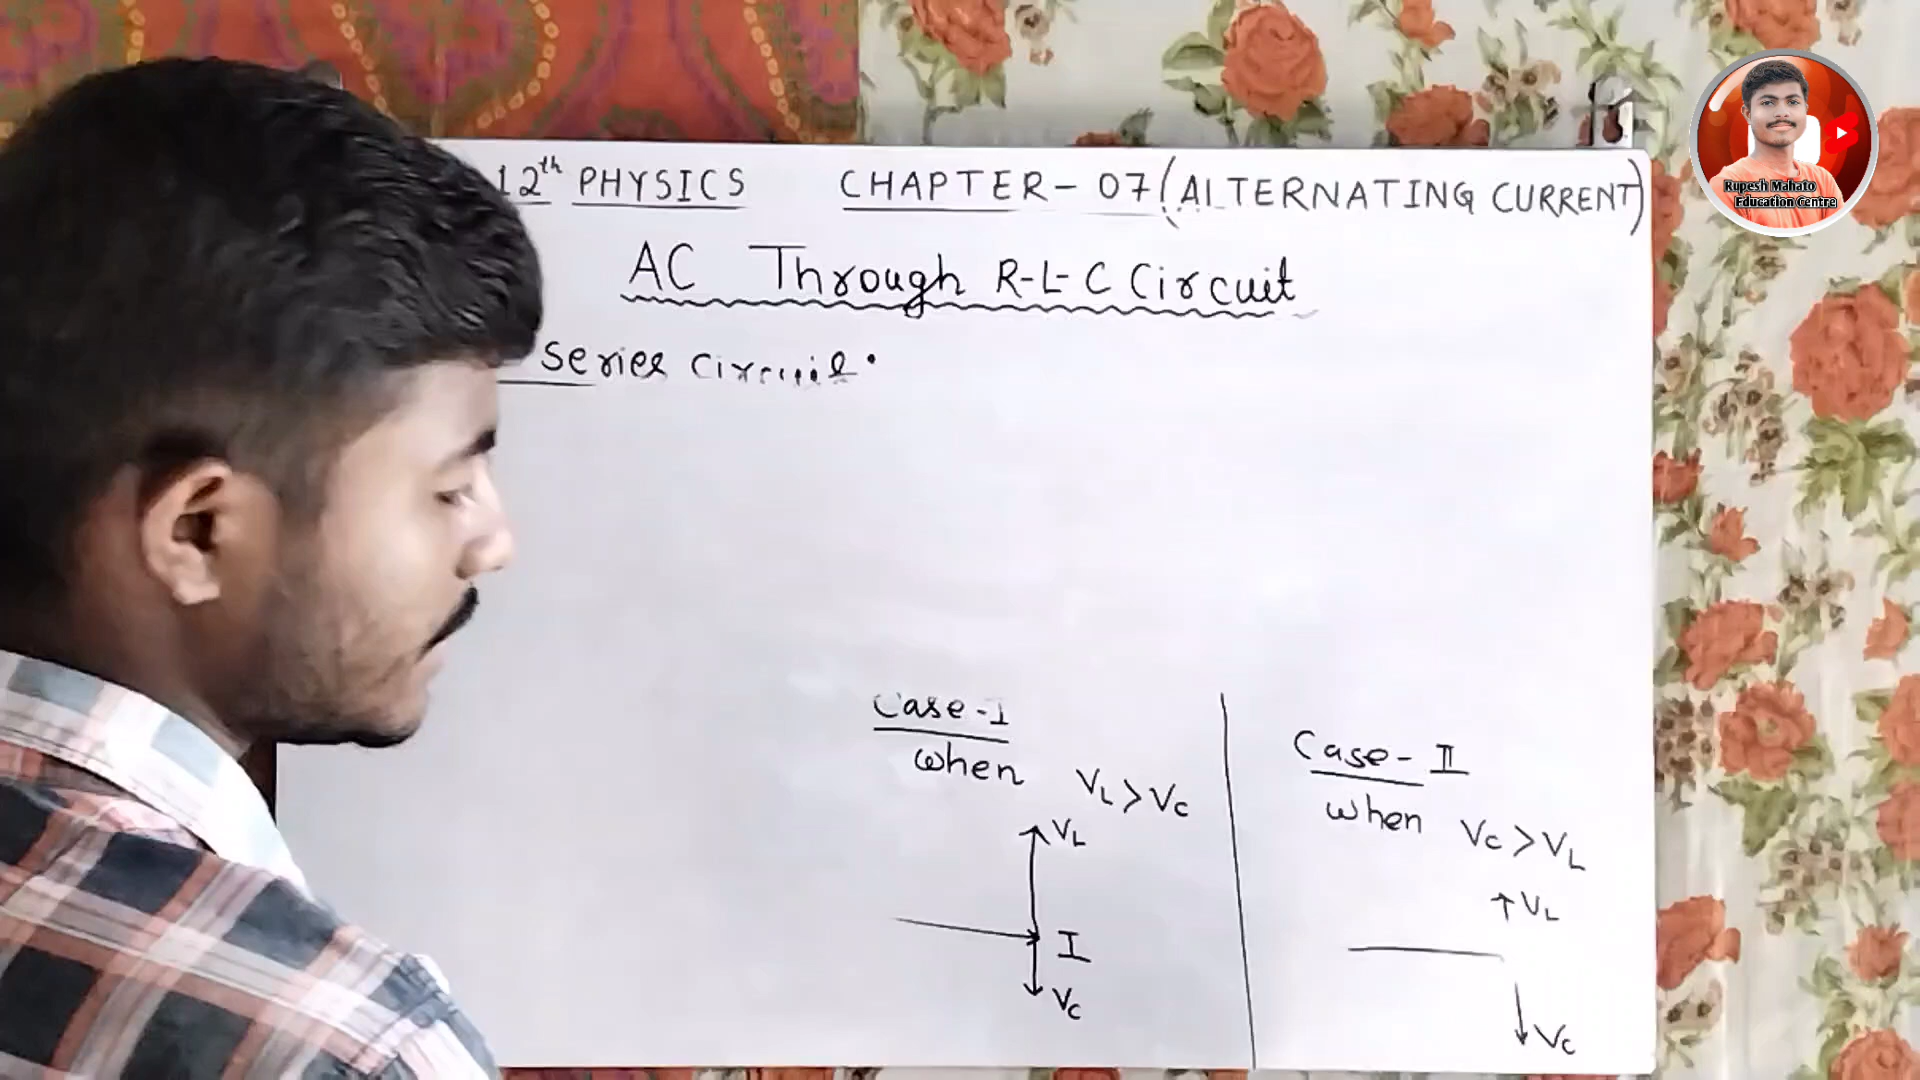 12th PHYSICS CHAPTER-07 (ALTERNATING CURRENT)
AC Through R-L-C Circuit
Series Circuit
Case-I
when VL>VC
VL
I
VC
Case-II
when VC>VL
VL
VC
Rupesh Mahato
Education Centre